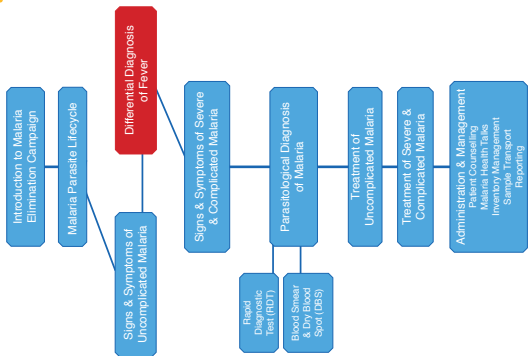 Introduction to Malaria
Elimination Campaign
Malaria Parasite Lifecycle
Signs & Symptoms of
Uncomplicated Malaria
Differential Diagnosis
of Fever
Signs & Symptoms of Severe
& Complicated Malaria
Parasitological Diagnosis
of Malaria
Rapid
Diagnostic
Test (RDT)
Blood Smear
& Dry Blood
Spot (DBS)
Treatment of
Uncomplicated Malaria
Treatment of Severe &
Complicated Malaria
Administration & Management
Patient Counselling
Malaria Health Talks
Inventory Management
Sample Transport
Reporting